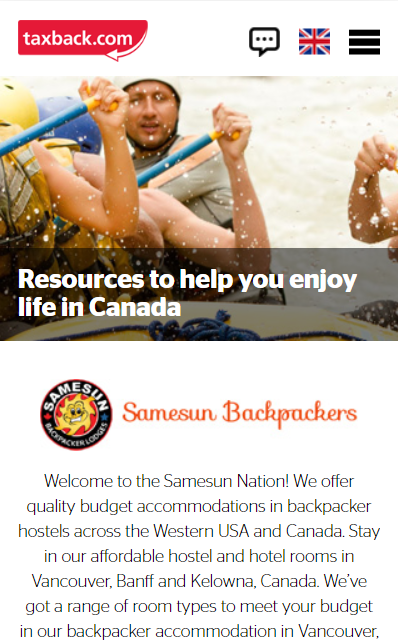 taxback.com
Resources to help you enjoy
life in Canada
SAMESUN
BACKPACKER LODGES
Samesun Backpackers
Welcome to the Samesun Nation! We offer
quality budget accommodations in backpacker
hostels across the Western USA and Canada. Stay
in our affordable hostel and hotel rooms in
Vancouver, Banff and Kelowna, Canada. We've
got a range of room types to meet your budget
in our backpacker accommodation in Vancouver,